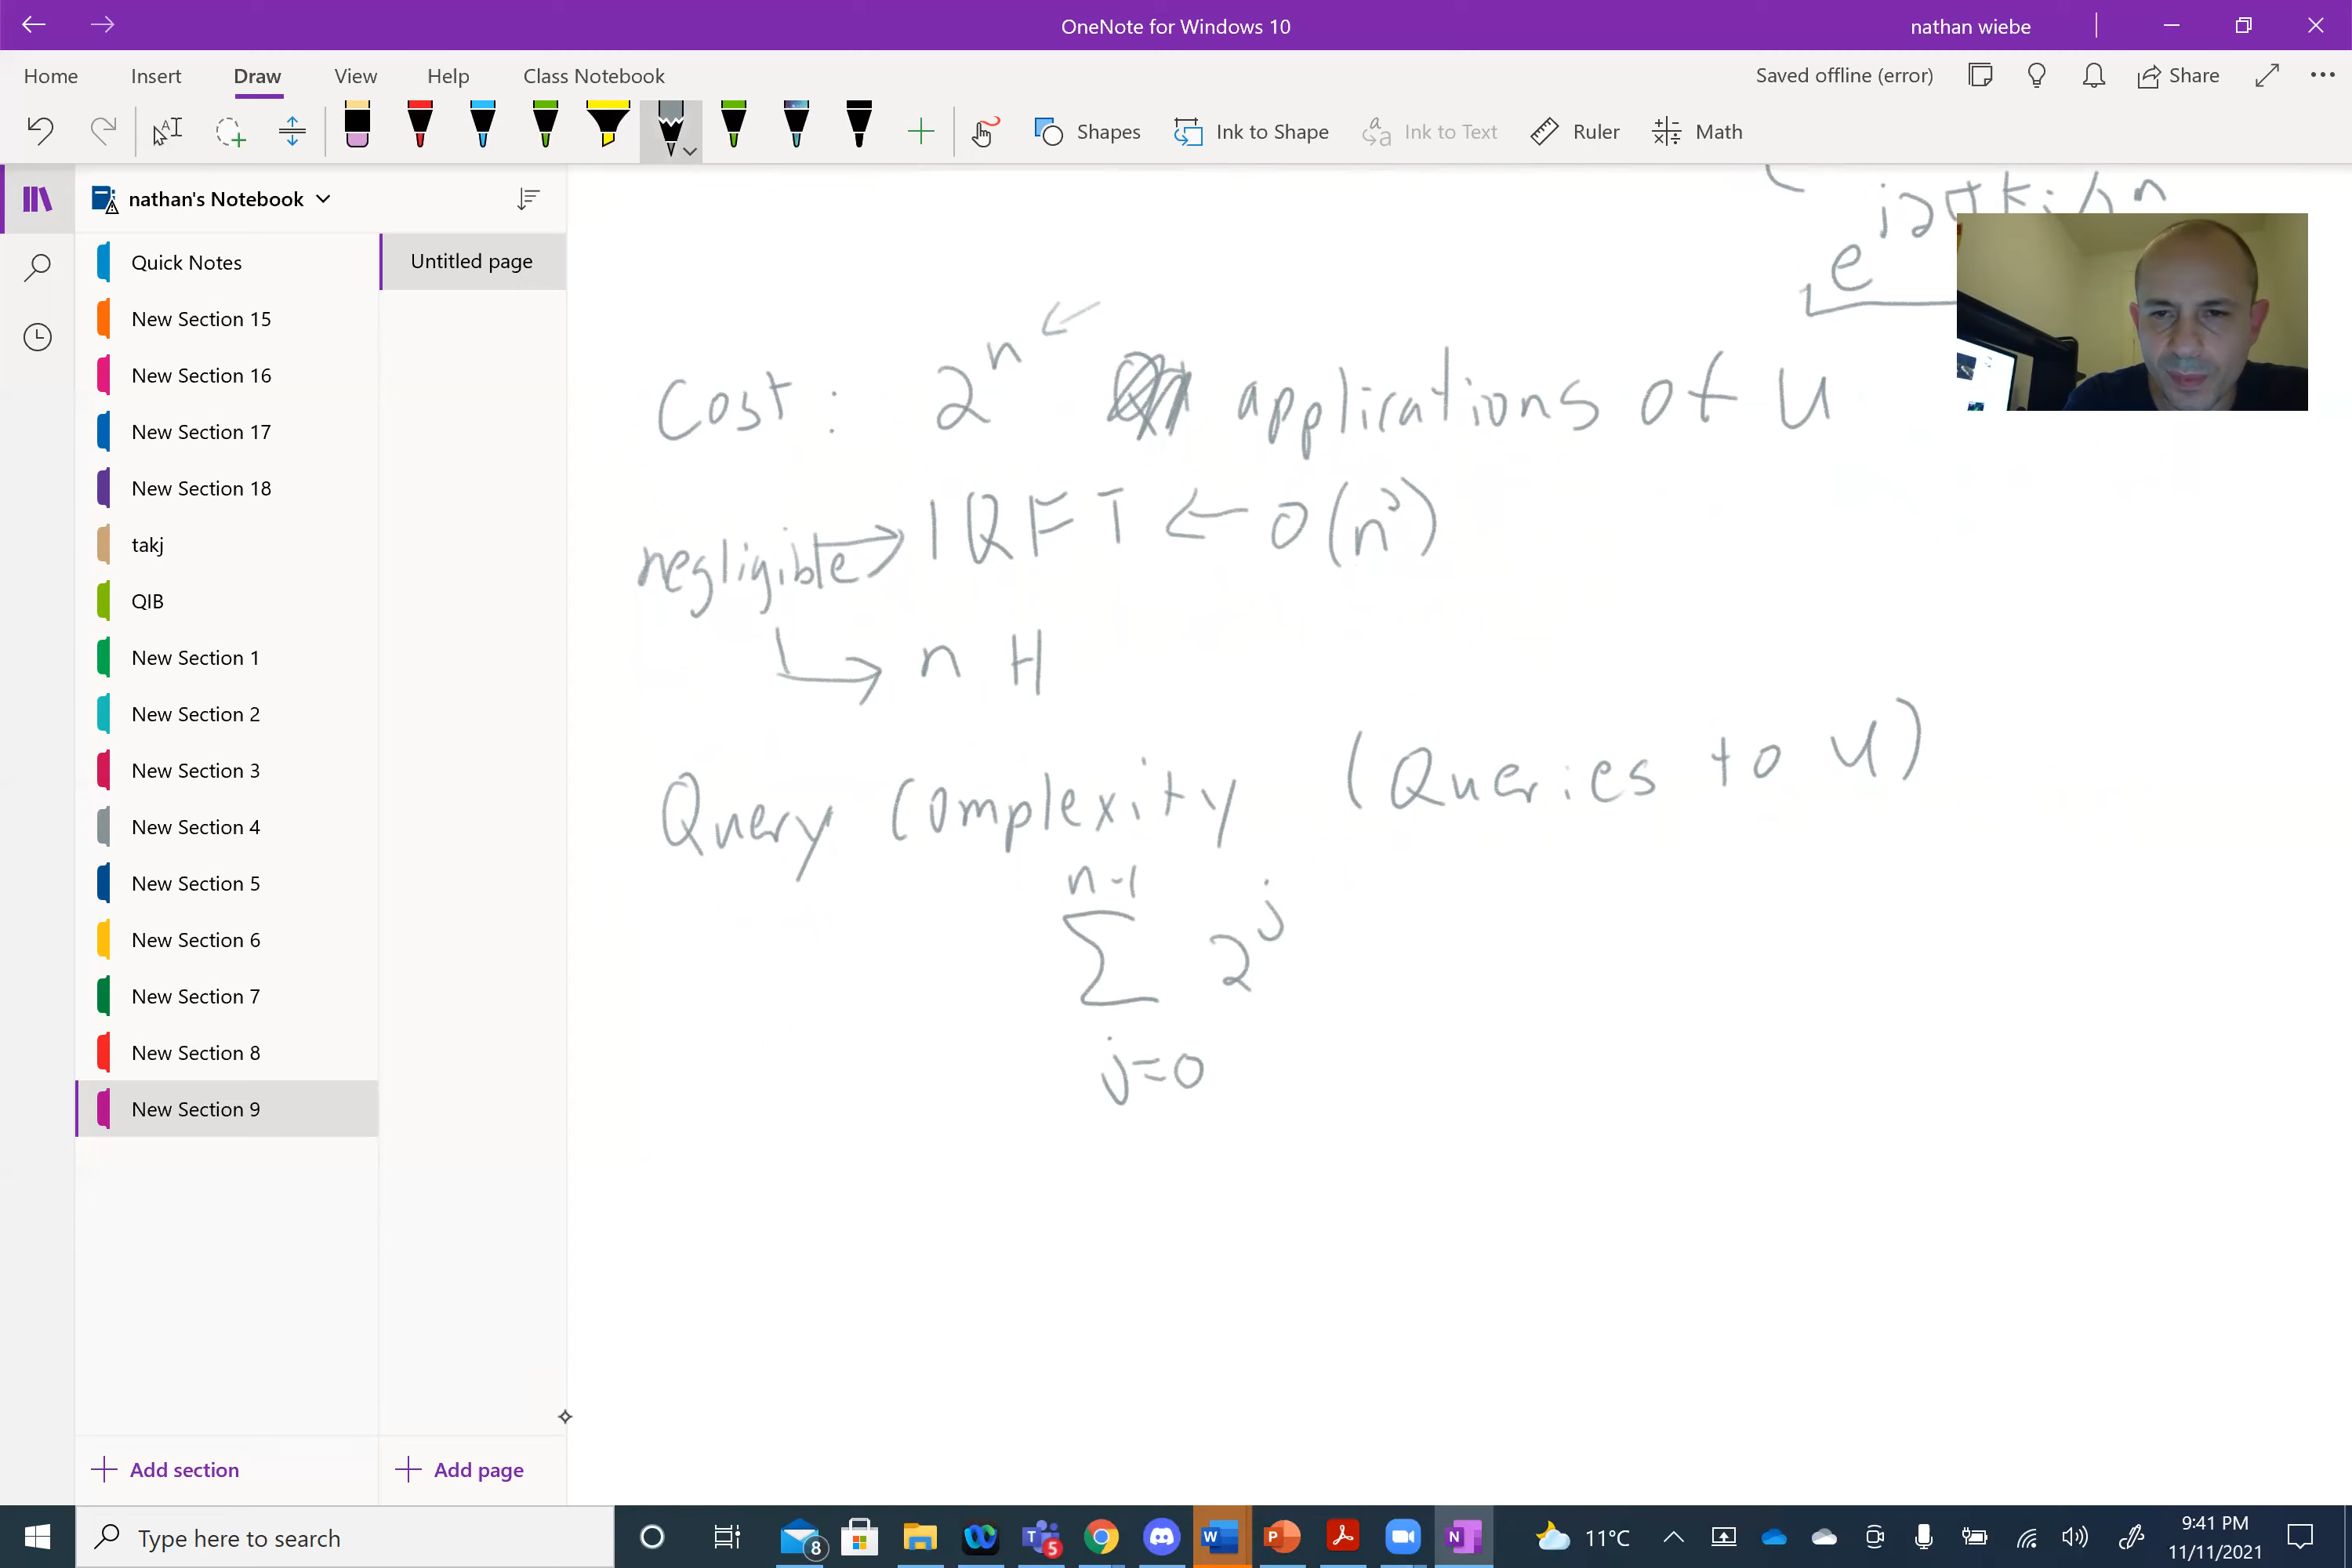 OneNote for Windows 10
nathan wiebe
Home Insert Draw View Help Class Notebook
Saved offline (error) Share
Shapes Ink to Shape Ink to Text Ruler Math
nathan's Notebook
Quick Notes
New Section 15
New Section 16
New Section 17
New Section 18
takj
QIB
New Section 1
New Section 2
New Section 3
New Section 4
New Section 5
New Section 6
New Section 7
New Section 8
New Section 9
Add section
Untitled page
Add page
Cost: 2^n applications of U
negligible → 1 QFT ← O(n²)
↳ n H
Query Complexity (Queries to U)
n-1
∑ 2^j
j=0
Type here to search
8
5
11°C
9:41 PM
11/11/2021